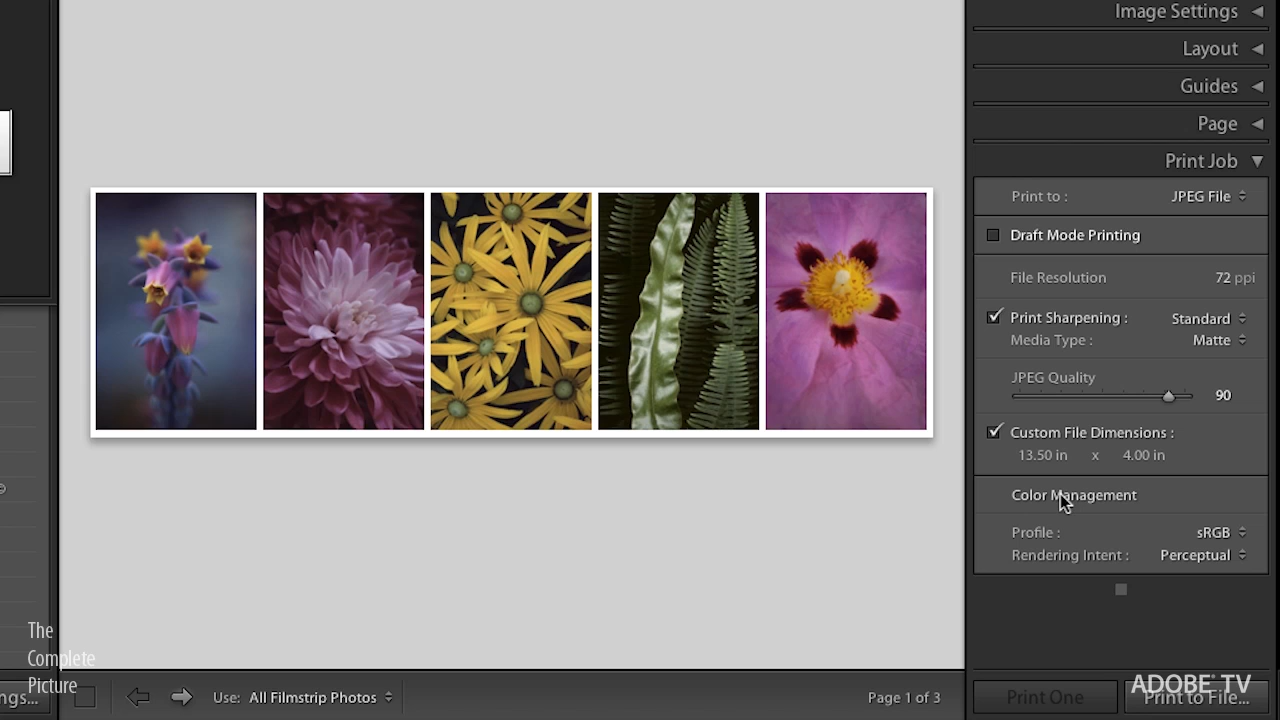 Image Settings
Layout
Guides
Page
Print Job
Print to : JPEG File
Draft Mode Printing
File Resolution 72 ppi
Print Sharpening : Standard
Media Type : Matte
JPEG Quality
90
Custom File Dimensions :
13.50 in x 4.00 in
Color Management
Profile : sRGB
Rendering Intent : Perceptual
The
Complete
Picture
ngs...
Use: All Filmstrip Photos
Page 1 of 3
ADOBE TV
Print One
Print to File...